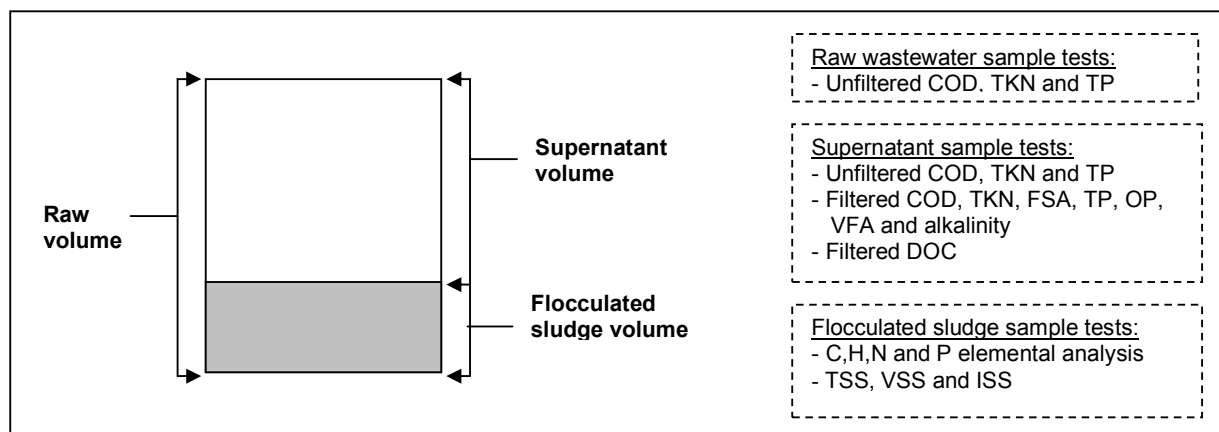 Raw
volume
Supernatant
volume
Flocculated
sludge volume
Raw wastewater sample tests:
- Unfiltered COD, TKN and TP
Supernatant sample tests:
- Unfiltered COD, TKN and TP
- Filtered COD, TKN, FSA, TP, OP,
VFA and alkalinity
- Filtered DOC
Flocculated sludge sample tests:
- C,H,N and P elemental analysis
- TSS, VSS and ISS